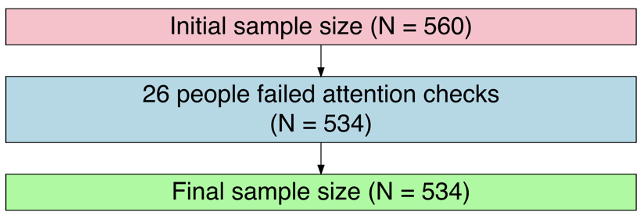 Initial sample size (N = 560)
26 people failed attention checks
(N = 534)
Final sample size (N = 534)